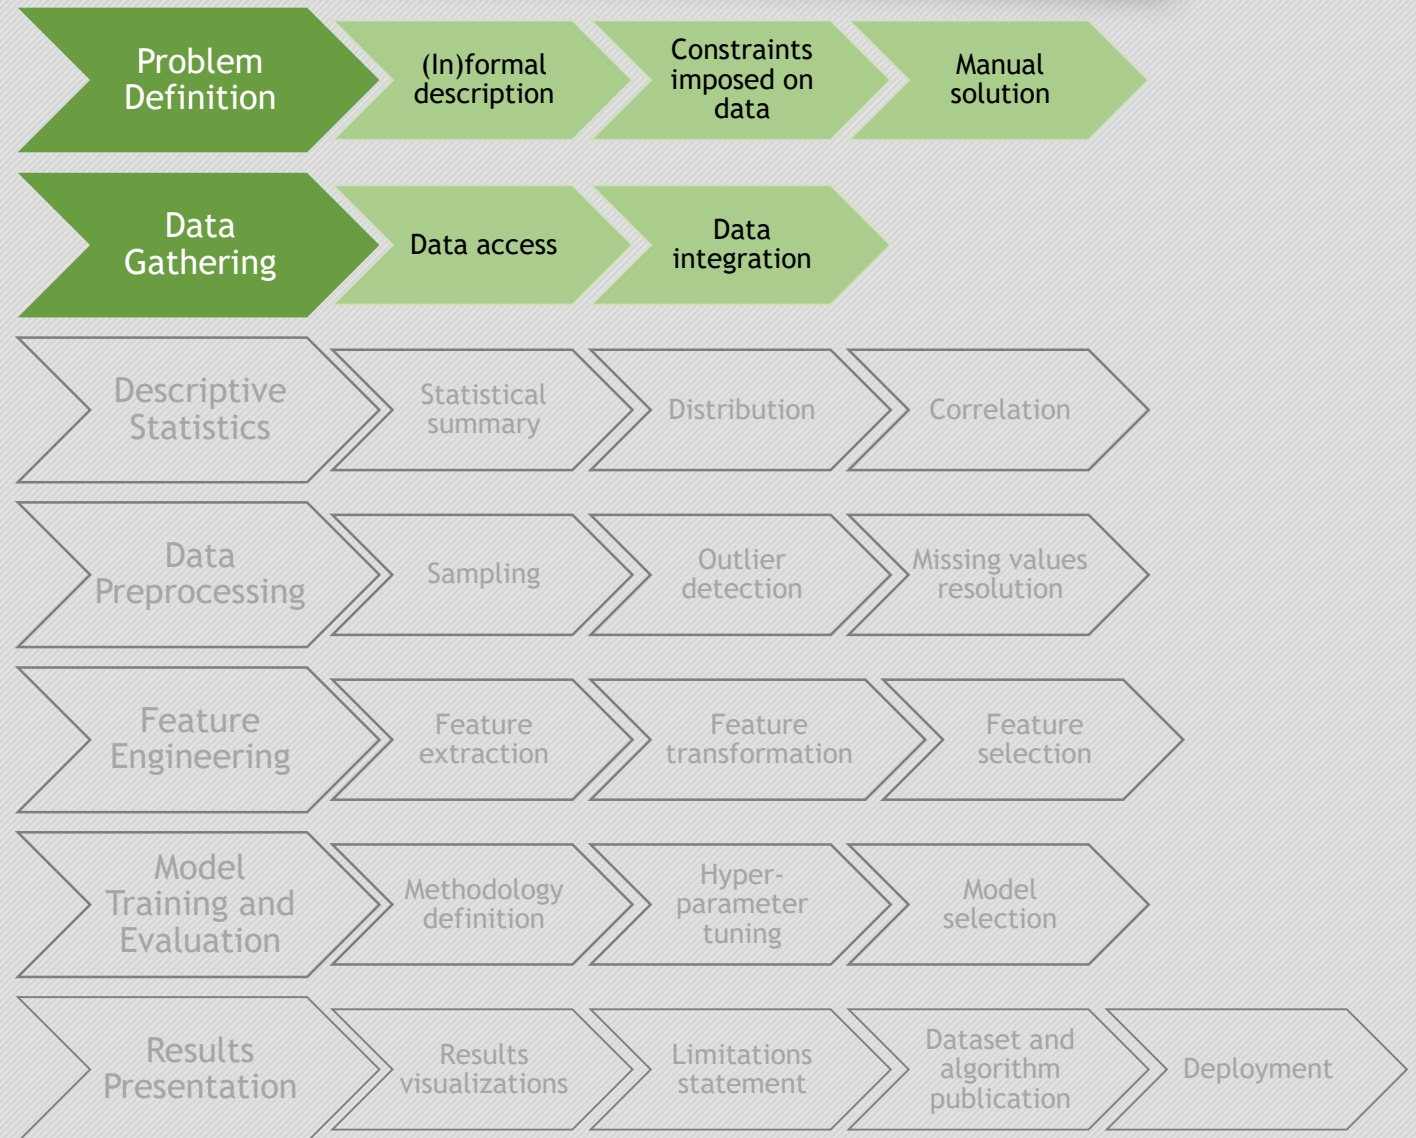 Problem
Definition
(In)formal
description
Constraints
imposed on
data
Manual
solution
Data
Gathering
Data access
Data
integration
Descriptive
Statistics
Statistical
summary
Distribution
Correlation
Data
Preprocessing
Sampling
Outlier
detection
Missing values
resolution
Feature
Engineering
Feature
extraction
Feature
transformation
Feature
selection
Model
Training and
Evaluation
Methodology
definition
Hyper-
parameter
tuning
Model
selection
Results
Presentation
Results
visualizations
Limitations
statement
Dataset and
algorithm
publication
Deployment